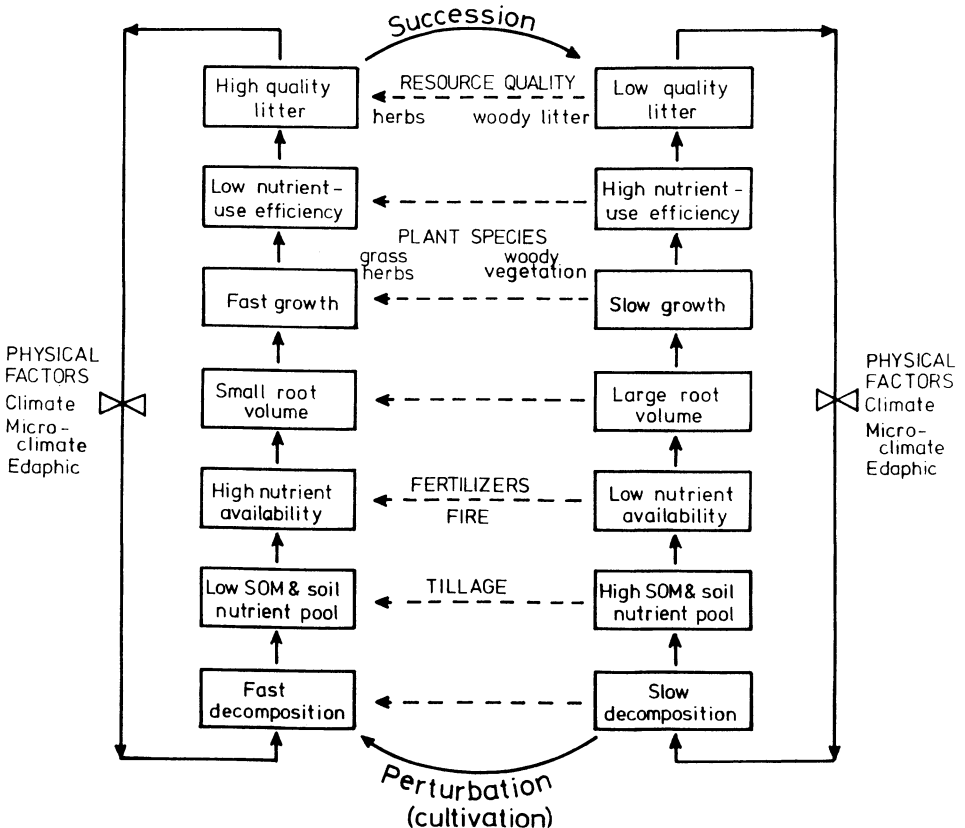 Succession
High quality
litter
RESOURCE QUALITY
herbs woody litter
Low quality
litter
Low nutrient-
use efficiency
High nutrient-
use efficiency
PLANT SPECIES
grass woody
herbs vegetation
Fast growth
Slow growth
PHYSICAL
FACTORS
Climate
Micro-
climate
Edaphic
Small root
volume
Large root
volume
PHYSICAL
FACTORS
Climate
Micro-
climate
Edaphic
High nutrient
availability
FERTILIZERS
FIRE
Low nutrient
availability
Low SOM & soil
nutrient pool
TILLAGE
High SOM & soil
nutrient pool
Fast
decomposition
Slow
decomposition
Perturbation
(cultivation)